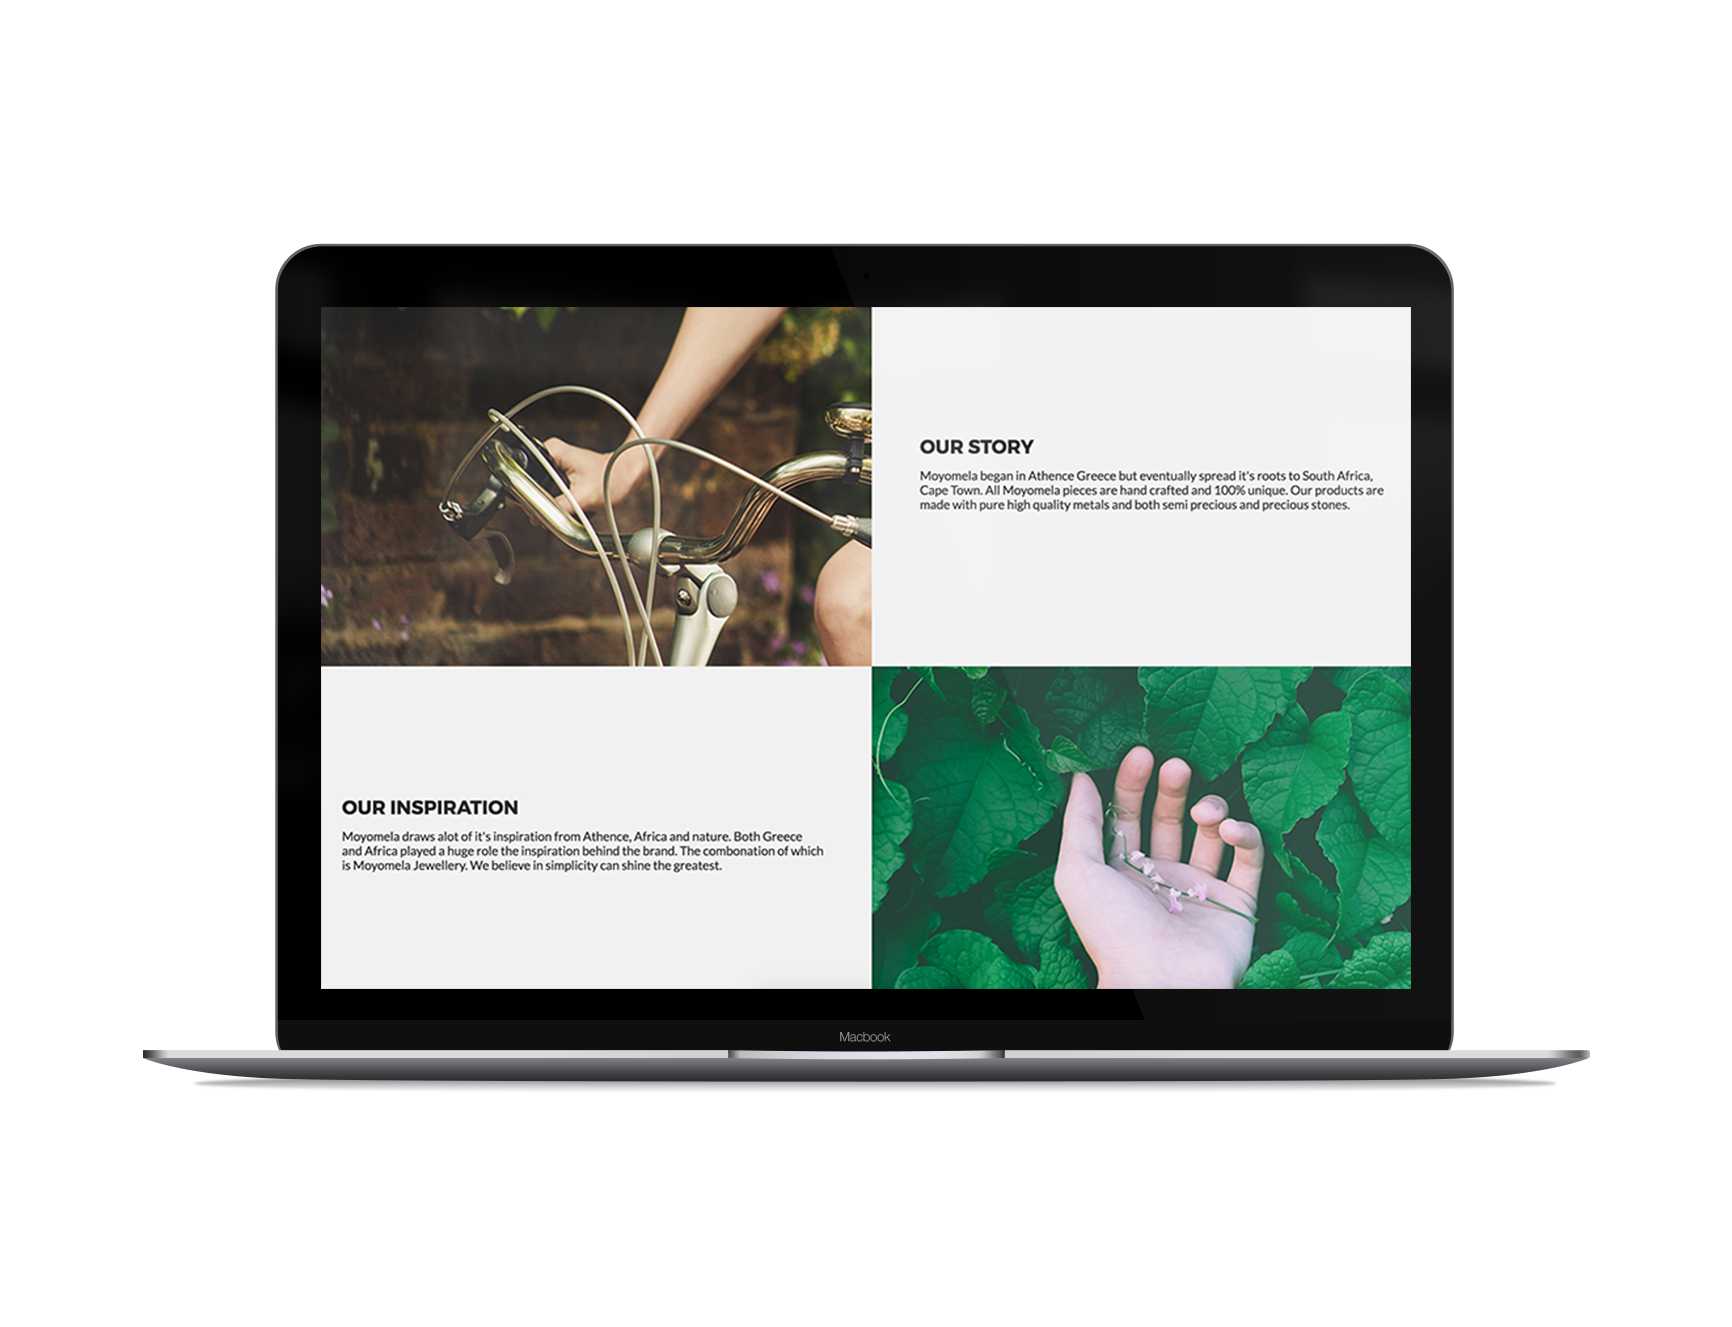 OUR STORY
Moyomela began in Athence Greece but eventually spread it's roots to South Africa,
Cape Town. All Moyomela pieces are hand crafted and 100% unique. Our products are
made with pure high quality metals and both semi precious and precious stones.
OUR INSPIRATION
Moyomela draws alot of it's inspiration from Athence, Africa and nature. Both Greece
and Africa played a huge role the inspiration behind the brand. The combonation of which
is Moyomela Jewellery. We believe in simplicity can shine the greatest.
Macbook